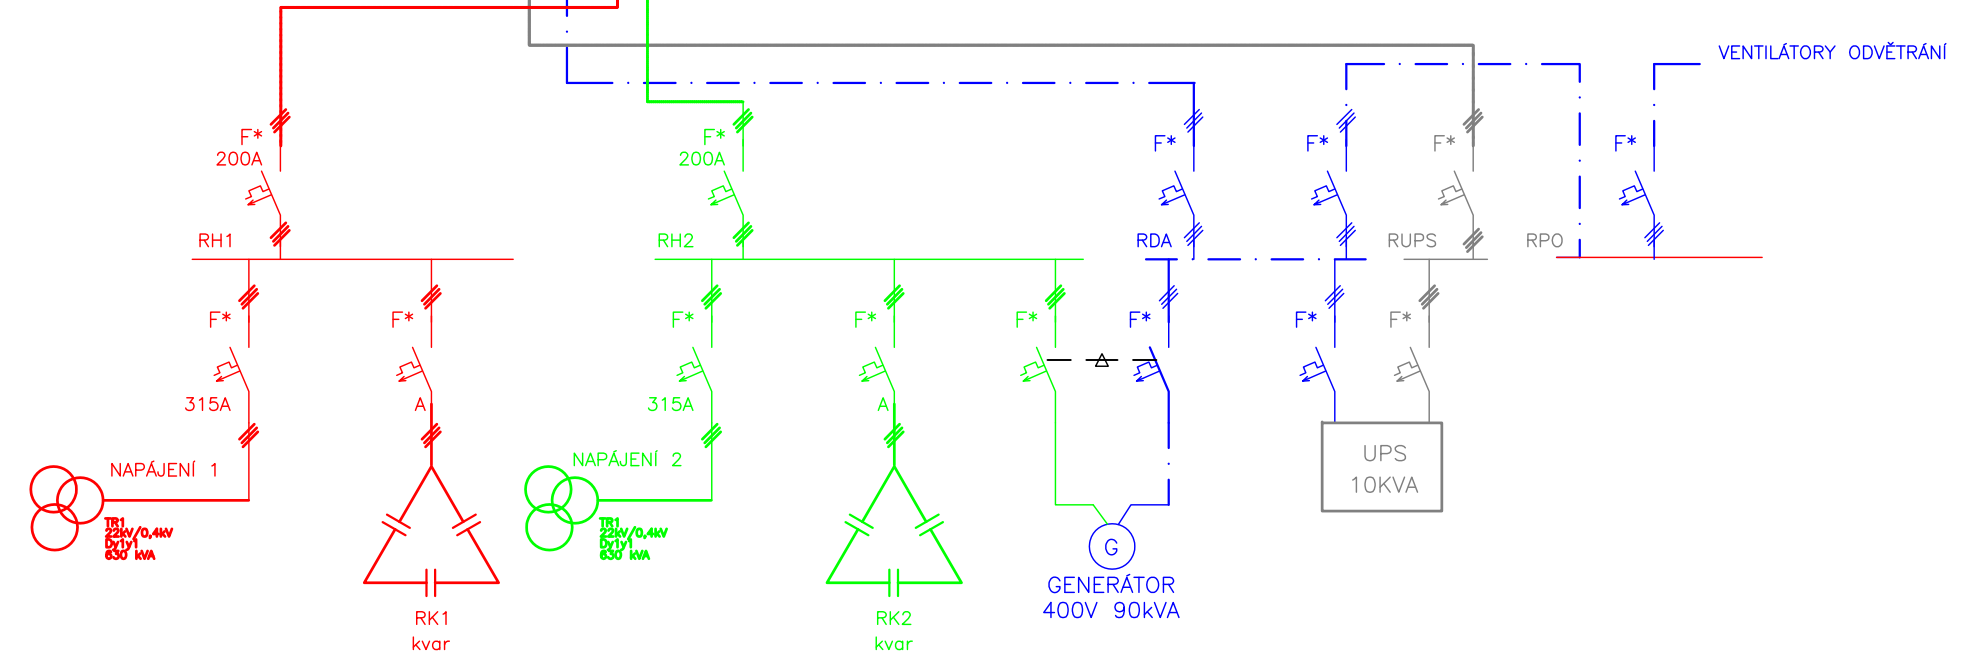 VENTILÁTORY ODVĚTRÁNÍ
F*
200A
F*
200A
F*
F*
F*
F*
RH1
RH2
RDA
RUPS
RPO
F*
F*
F*
F*
F*
F*
F*
F*
315A
A
315A
A
NAPÁJENÍ 1
TR1
22kV/0,4kV
Dy1y1
630 kVA
NAPÁJENÍ 2
TR1
22kV/0,4kV
Dy1y1
630 kVA
UPS
10KVA
G
GENERÁTOR
400V 90kVA
RK1
kvar
RK2
kvar